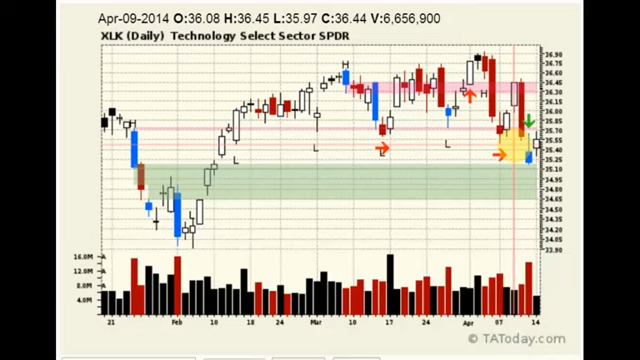 Apr-09-2014 O:36.08 H:36.45 L:35.97 C:36.44 V:6,656,900
XLK (Daily) Technology Select Sector SPDR
36.90
36.75
36.60
36.45
36.30
36.15
36.00
35.85
35.70
35.55
35.40
35.25
35.10
34.95
34.80
34.65
34.50
34.35
34.20
34.05
33.90
H
H
H
L
L
L
L
L
16.0M
12.0M
8.0M
4.0M
21 Feb 10 18 24 Mar 10 17 24 Apr 07 14
© TAToday.com